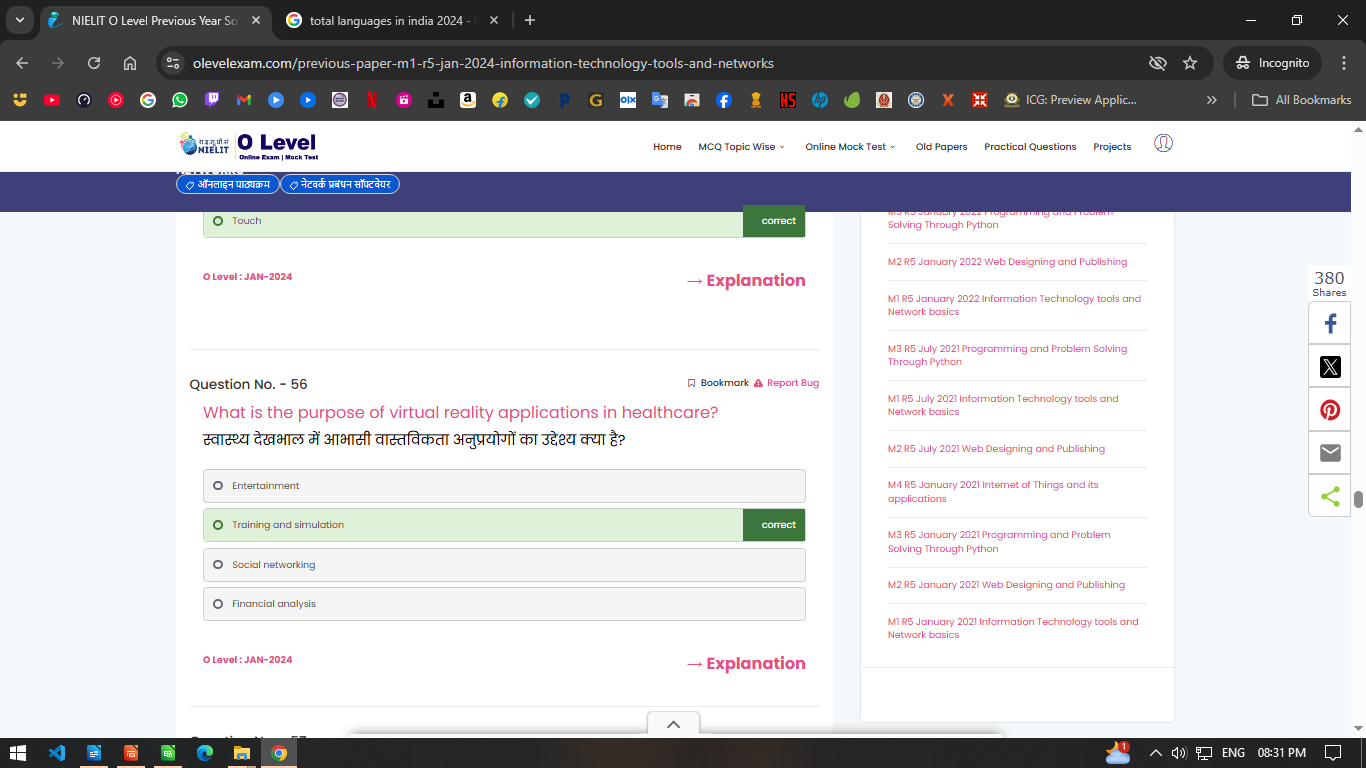 NIELIT O Level Previous Year So
total languages in india 2024 -
olevelexam.com/previous-paper-m1-r5-jan-2024-information-technology-tools-and-networks
Incognito
ICG: Preview Applic...
All Bookmarks
रा.इ.सू.प्रौ.सं
NIELIT
O Level
Online Exam | Mock Test
Home
MCQ Topic Wise
Online Mock Test
Old Papers
Practical Questions
Projects
ऑनलाइन पाठ्यक्रम
नेटवर्क प्रबंधन सॉफ्टवेयर
Touch
correct
O Level : JAN-2024
→ Explanation
Question No. - 56
Bookmark
Report Bug
What is the purpose of virtual reality applications in healthcare?
स्वास्थ्य देखभाल में आभासी वास्तविकता अनुप्रयोगों का उद्देश्य क्या है?
Entertainment
Training and simulation
correct
Social networking
Financial analysis
O Level : JAN-2024
→ Explanation
M3 R5 January 2022 Programming and Problem
Solving Through Python
M2 R5 January 2022 Web Designing and Publishing
M1 R5 January 2022 Information Technology tools and
Network basics
M3 R5 July 2021 Programming and Problem Solving
Through Python
M1 R5 July 2021 Information Technology tools and
Network basics
M2 R5 July 2021 Web Designing and Publishing
M4 R5 January 2021 Internet of Things and its
applications
M3 R5 January 2021 Programming and Problem
Solving Through Python
M2 R5 January 2021 Web Designing and Publishing
M1 R5 January 2021 Information Technology tools and
Network basics
380
Shares
1
ENG
08:31 PM